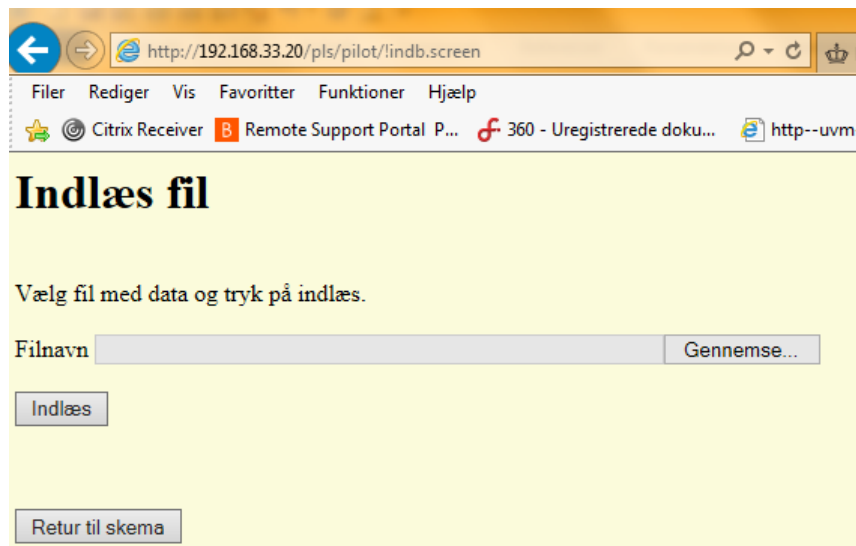 http://192.168.33.20/pls/pilot/!indb.screen
Filer Rediger Vis Favoritter Funktioner Hjælp
Citrix Receiver B Remote Support Portal P... 360 - Uregistrerede doku... http--uvm
Indlæs fil
Vælg fil med data og tryk på indlæs.
Filnavn Gennemse...
Indlæs
Retur til skema